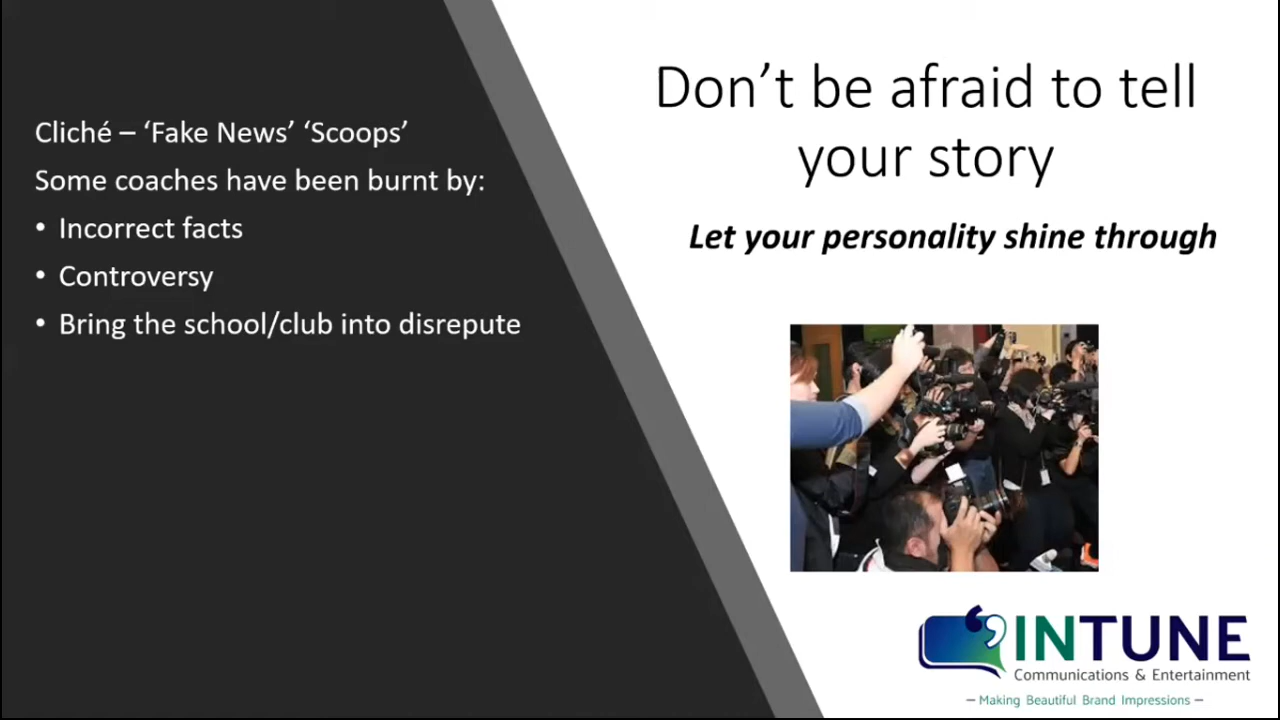 Don’t be afraid to tell
your story
Let your personality shine through
Cliché – ‘Fake News’ ‘Scoops’
Some coaches have been burnt by:
• Incorrect facts
• Controversy
• Bring the school/club into disrepute
INTUNE
Communications & Entertainment
– Making Beautiful Brand Impressions –